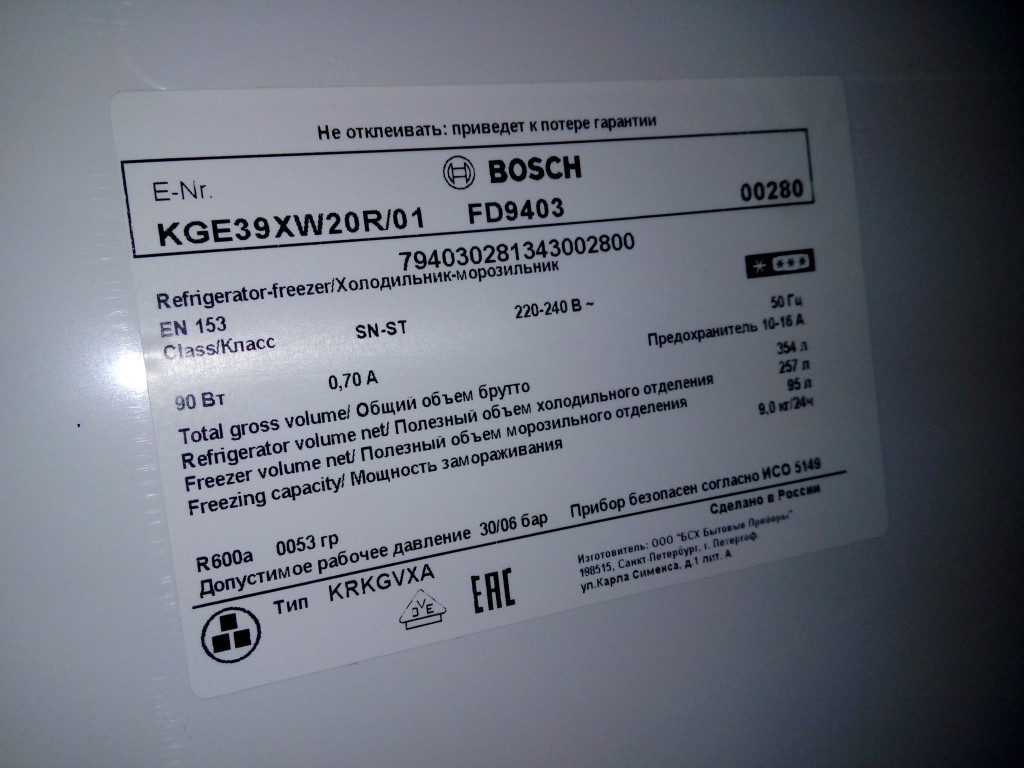 Не отклеивать: приведет к потере гарантии
E-Nr. BOSCH
KGE39XW20R/01 FD9403 00280
794030281343002800
Refrigerator-freezer/Холодильник-морозильник
EN 153
Class/Класс SN-ST 220-240 В ~ 50 Гц
Предохранитель 10-16 А
90 Вт 0,70 А
Total gross volume/ Общий объем брутто 354 л
Refrigerator volume net/ Полезный объем холодильного отделения 257 л
Freezer volume net/ Полезный объем морозильного отделения 95 л
Freezing capacity/ Мощность замораживания 9,0 кг/24ч
R600a 0053 гр
Допустимое рабочее давление 30/06 бар Прибор безопасен согласно ИСО 5149
Сделано в России
Тип KRKGVXA
DVE
EAC
Изготовитель: ООО "БСХ Бытовые Приборы"
198515, Санкт-Петербург, г. Петергоф,
ул.Карла Сименса, д.1 лит. А